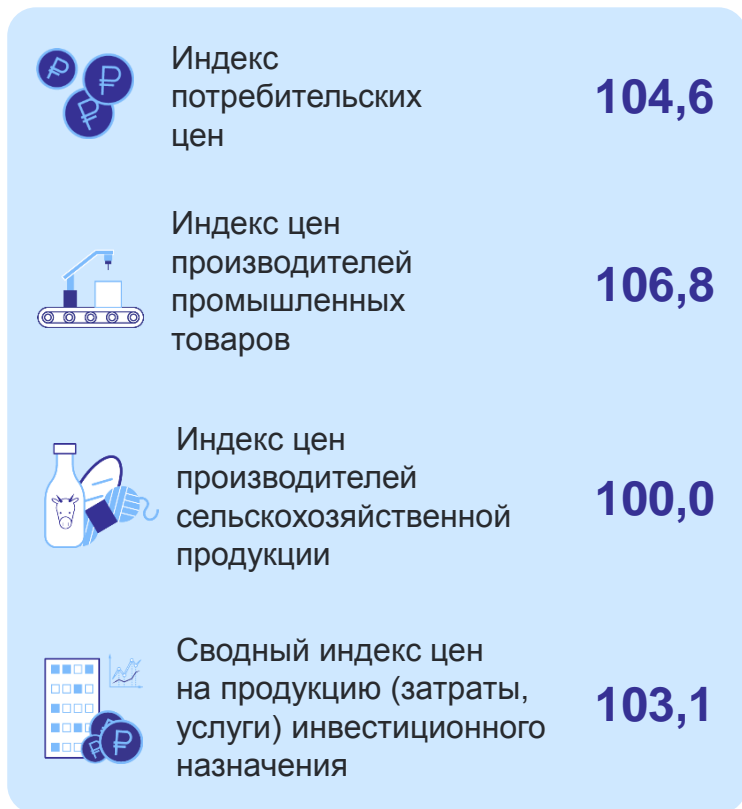 Индекс
потребительских
цен
104,6
Индекс цен
производителей
промышленных
товаров
106,8
Индекс цен
производителей
сельскохозяйственной
продукции
100,0
Сводный индекс цен
на продукцию (затраты,
услуги) инвестиционного
назначения
103,1